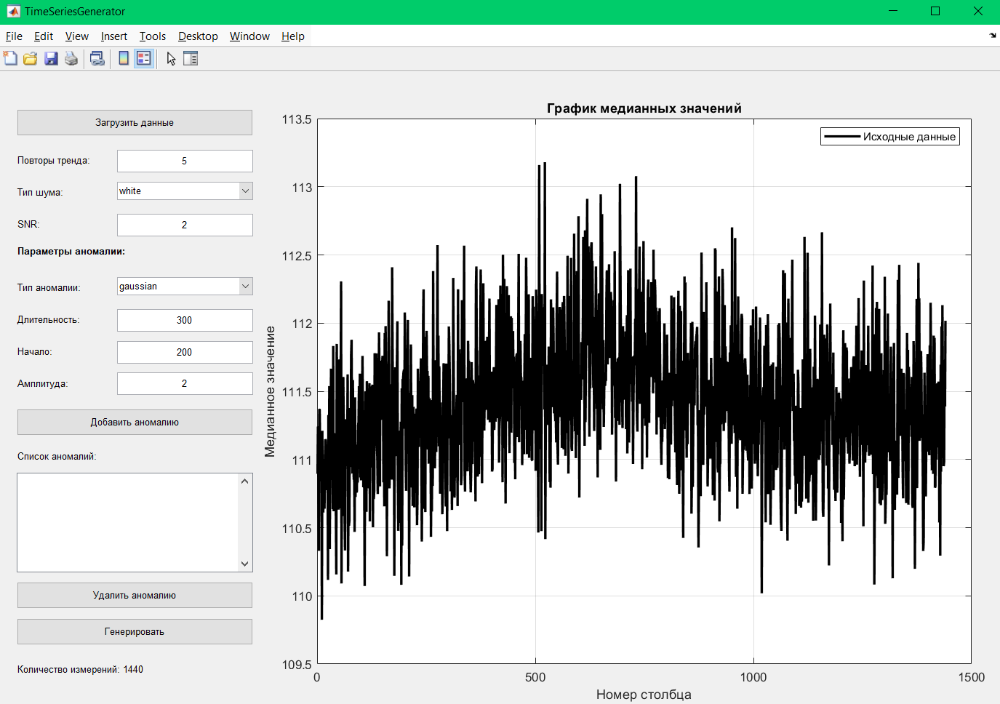 TimeSeriesGenerator
File Edit View Insert Tools Desktop Window Help
Загрузить данные
Повторы тренда: 5
Тип шума: white
SNR: 2
Параметры аномалии:
Тип аномалии: gaussian
Длительность: 300
Начало: 200
Амплитуда: 2
Добавить аномалию
Список аномалий:
Удалить аномалию
Генерировать
Количество измерений: 1440
График медианных значений
Исходные данные
113.5
113
112.5
112
111.5
111
110.5
110
109.5
Медианное значение
0 500 1000 1500
Номер столбца